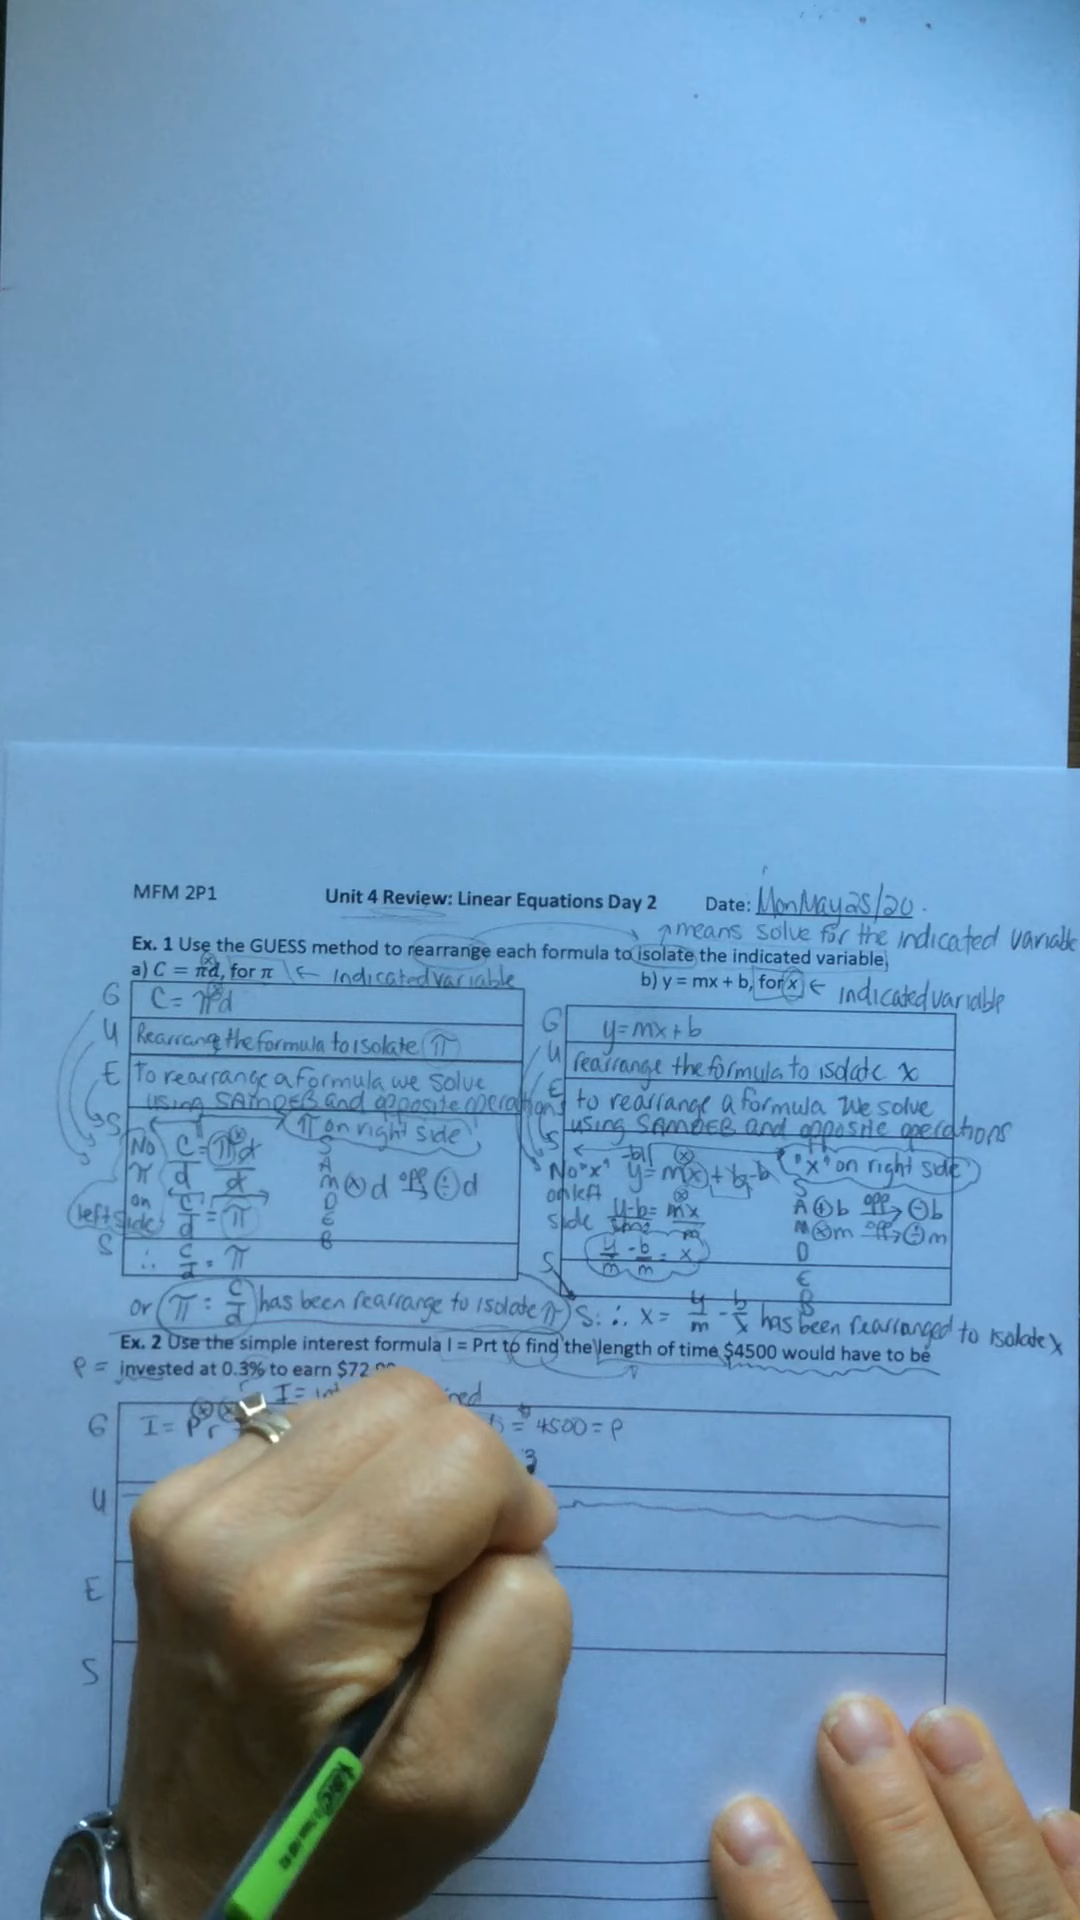 MFM 2P1 Unit 4 Review: Linear Equations Day 2 Date: Mon May 25/20.
means solve for the indicated variable
Ex. 1 Use the GUESS method to rearrange each formula to isolate the indicated variable
a) C = πd, for π ← indicated variable
b) y = mx + b, for x ← indicated variable
G C = π d
U Rearrange the formula to isolate π
E To rearrange a formula we solve
using SAMDEB and opposite operations
S π on right side
No π on left side
C = π d
d d
C/d = π
S
A
M ⊗ d opp → ÷ d
D
E
B
S ∴ C/d = π
or π = C/d has been rearrange to isolate π
G y = mx + b
U rearrange the formula to isolate x
E to rearrange a formula we solve
using SAMDEB and opposite operations
S "x" on right side
No "x" on left side
-b y = mx + b - b
y - b = mx
m
y/m - b/m = x
S
A ⊕ b opp → ⊖ b
M ⊗ m opp → ÷ m
D
E
B
S
S: ∴ x = y/m - b/x has been rearranged to isolate x
Ex. 2 Use the simple interest formula I = Prt to find the length of time $4500 would have to be
P = invested at 0.3% to earn $72
I =
G I = P r = 4500 = P
3
U
E
S